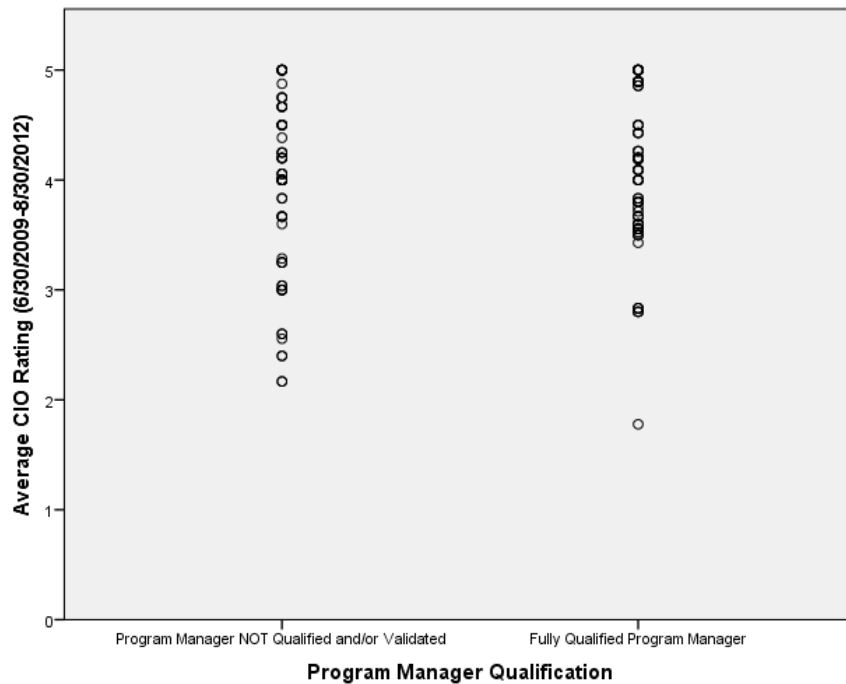 Average CIO Rating (6/30/2009-8/30/2012)
5
4
3
2
1
0
Program Manager NOT Qualified and/or Validated
Fully Qualified Program Manager
Program Manager Qualification